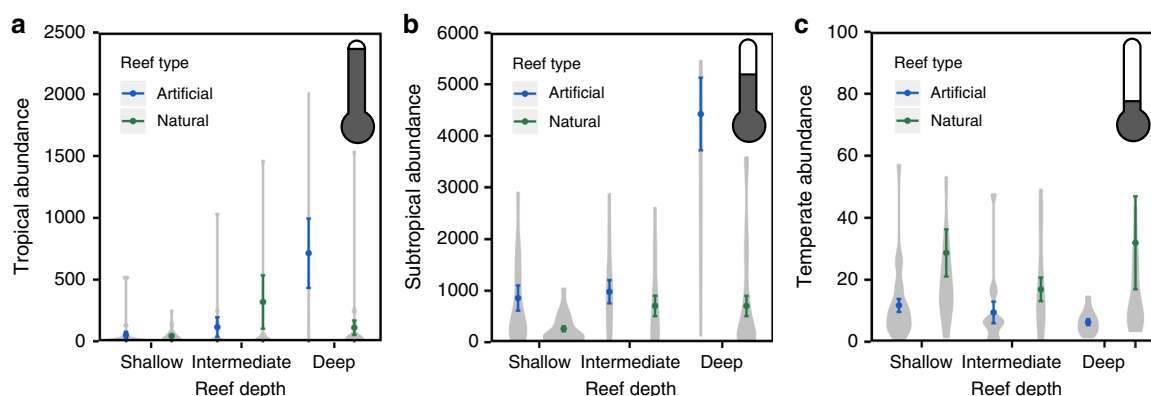 a
2500
2000
1500
1000
500
0
Tropical abundance
Reef type
Artificial
Natural
Shallow Intermediate Deep
Reef depth
b
6000
5000
4000
3000
2000
1000
0
Subtropical abundance
Reef type
Artificial
Natural
Shallow Intermediate Deep
Reef depth
c
100
80
60
40
20
0
Temperate abundance
Reef type
Artificial
Natural
Shallow Intermediate Deep
Reef depth